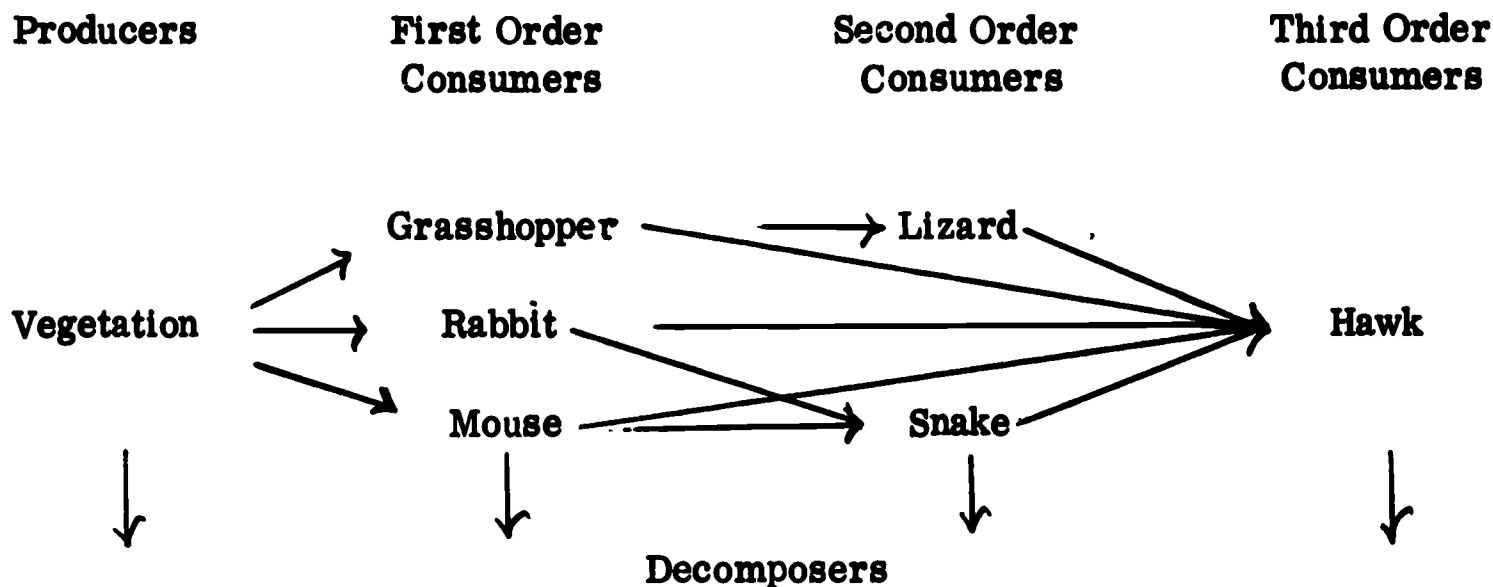 Producers
First Order
Consumers
Second Order
Consumers
Third Order
Consumers
Grasshopper
Lizard
Vegetation
Rabbit
Hawk
Mouse
Snake
Decomposers